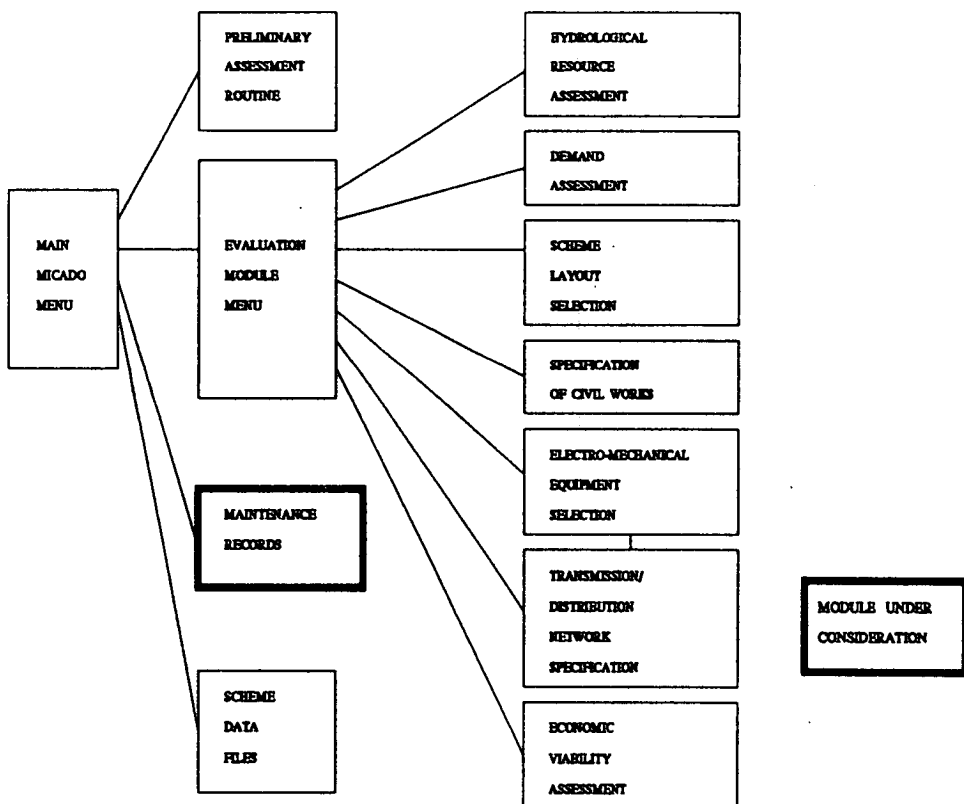 MAIN
MICADO
MENU
PRELIMINARY
ASSESSMENT
ROUTINE
EVALUATION
MODULE
MENU
MAINTENANCE
RECORDS
SCHEME
DATA
FILES
HYDROLOGICAL
RESOURCE
ASSESSMENT
DEMAND
ASSESSMENT
SCHEME
LAYOUT
SELECTION
SPECIFICATION
OF CIVIL WORKS
ELECTRO-MECHANICAL
EQUIPMENT
SELECTION
TRANSMISSION/
DISTRIBUTION
NETWORK
SPECIFICATION
ECONOMIC
VIABILITY
ASSESSMENT
MODULE UNDER
CONSIDERATION